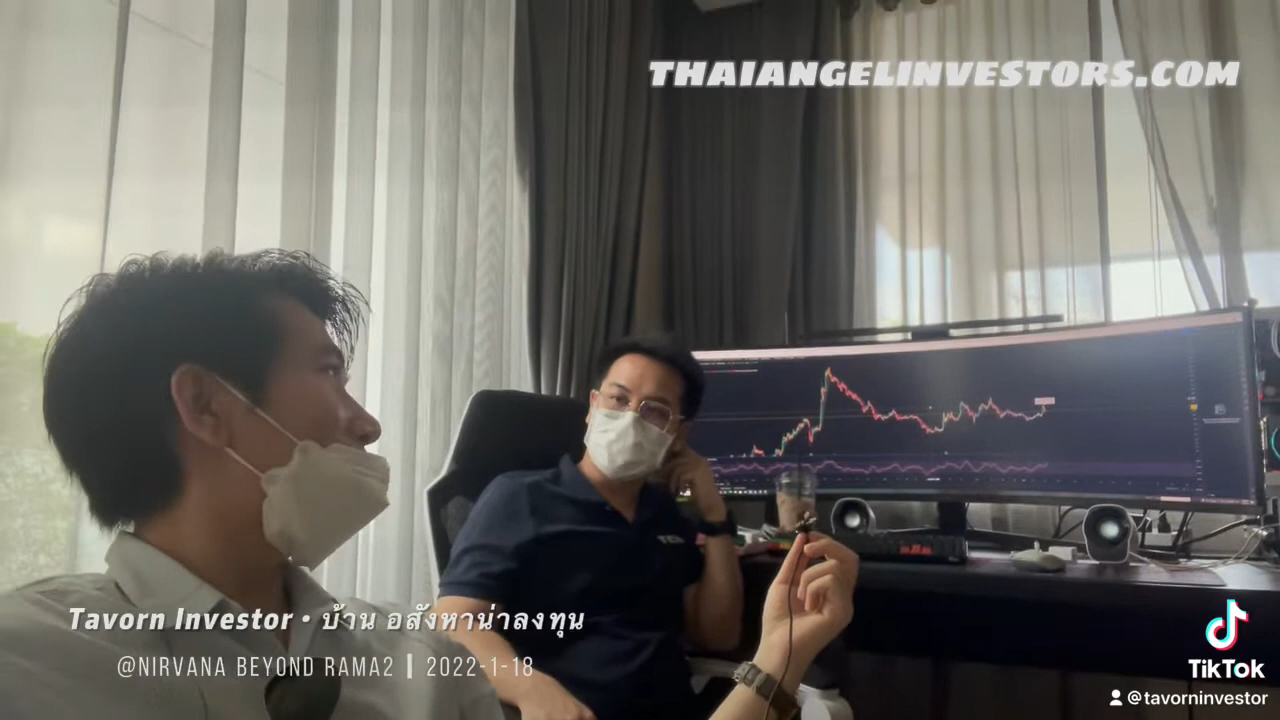 THAIANGELINVESTORS.COM
Tavorn Investor • บ้าน อสังหาน่าลงทุน
@NIRVANA BEYOND RAMA2 | 2022-1-18
TikTok
@tavorninvestor